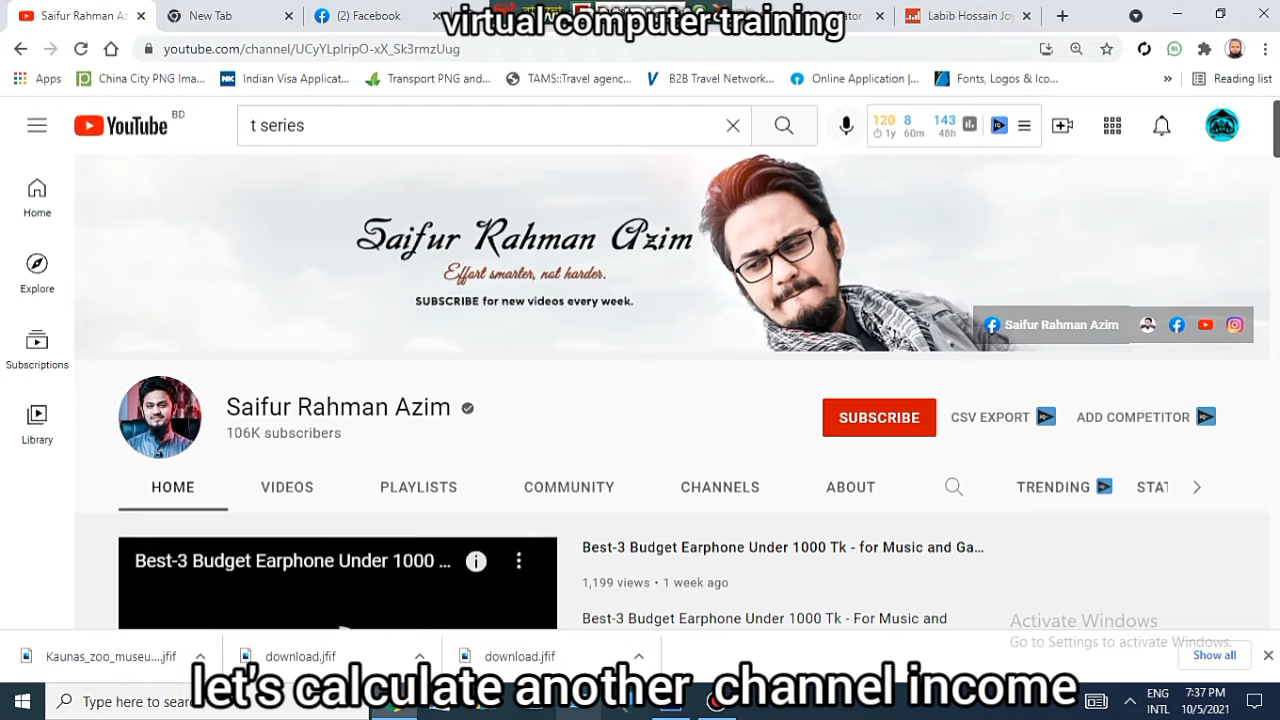 Saifur Rahman Azim - Yo
New Tab
(2) Facebook
ator
Labib Hossain Joy
virtual computer training
youtube.com/channel/UCyYLplripO-xX_Sk3rmzUug
Apps
China City PNG Ima...
Indian Visa Applicat...
Transport PNG and...
TAMS::Travel agenc...
B2B Travel Network...
Online Application |...
Fonts, Logos & Ico...
»
Reading list
YouTube BD
t series
120 8 143
1y 60m 48h
Home
Explore
Subscriptions
Library
Saifur Rahman Azim
Effort smarter, not harder.
SUBSCRIBE for new videos every week.
Saifur Rahman Azim
Saifur Rahman Azim
106K subscribers
SUBSCRIBE
CSV EXPORT
ADD COMPETITOR
HOME
VIDEOS
PLAYLISTS
COMMUNITY
CHANNELS
ABOUT
TRENDING
STAT
Best-3 Budget Earphone Under 1000 ...
Best-3 Budget Earphone Under 1000 Tk - for Music and Ga...
1,199 views • 1 week ago
Best-3 Budget Earphone Under 1000 Tk - For Music and
Activate Windows
Go to Settings to activate Windows.
Kaunas_zoo_museu....jfif
download.jfif
download.jfif
Show all
let's calculate another channel income
Type here to searc
ENG
INTL
7:37 PM
10/5/2021